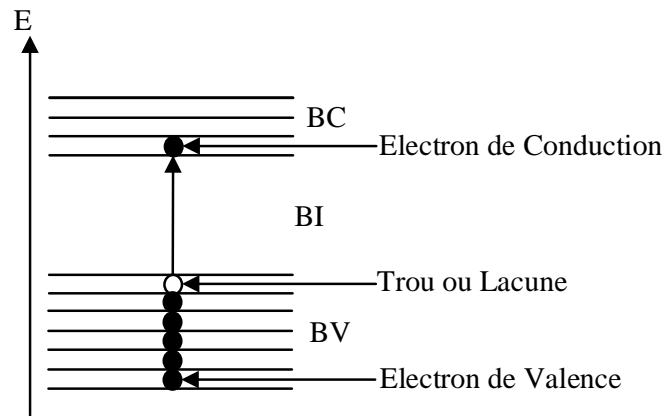 E
BC
Electron de Conduction
BI
Trou ou Lacune
BV
Electron de Valence